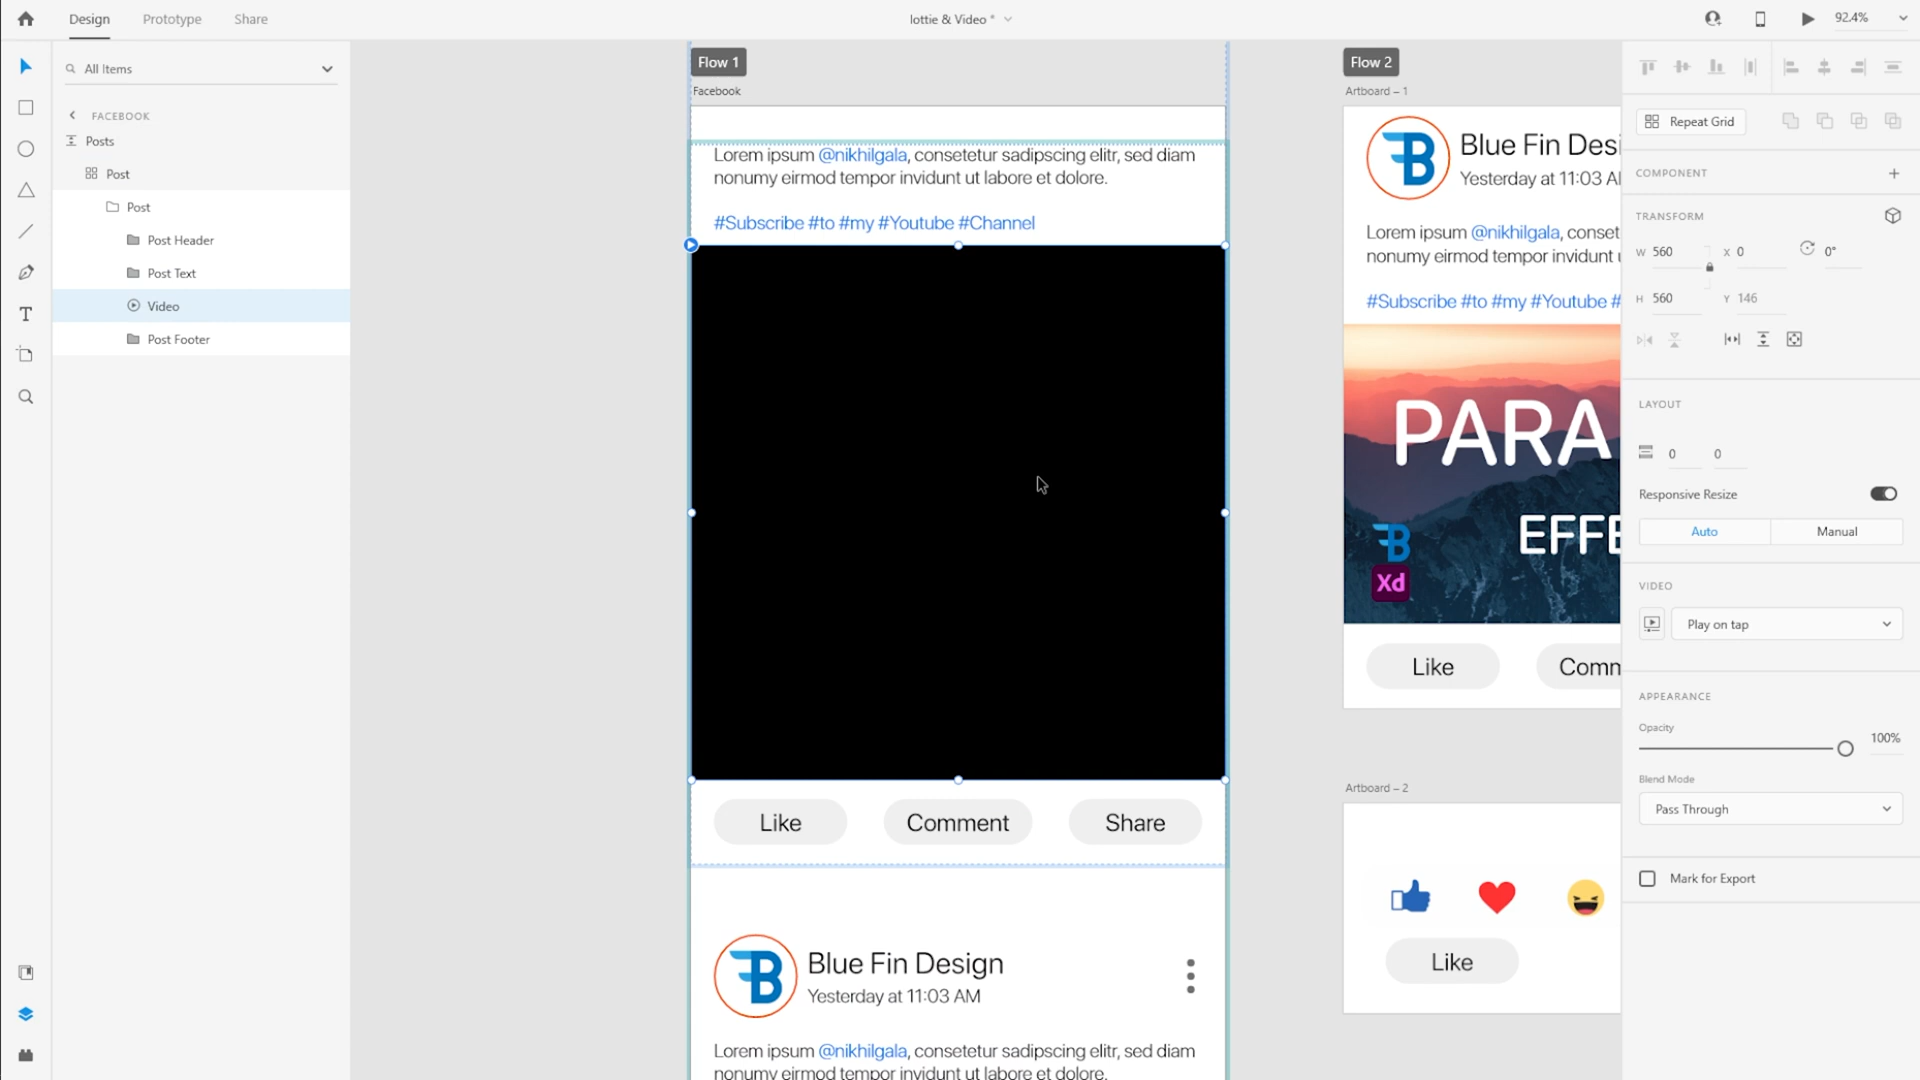 Design Prototype Share
lottie & Video *
92.4%
All Items
FACEBOOK
Posts
Post
Post
Post Header
Post Text
Video
Post Footer
Flow 1
Facebook
Lorem ipsum @nikhilgala, consetetur sadipscing elitr, sed diam
nonumy eirmod tempor invidunt ut labore et dolore.
#Subscribe #to #my #Youtube #Channel
Like Comment Share
Blue Fin Design
Yesterday at 11:03 AM
Lorem ipsum @nikhilgala, consetetur sadipscing elitr, sed diam
nonumy eirmod tempor invidunt ut labore et dolore.
Flow 2
Artboard – 1
Blue Fin Desi
Yesterday at 11:03 A
Lorem ipsum @nikhilgala, conset
nonumy eirmod tempor invidunt
#Subscribe #to #my #Youtube #
PARA
EFFE
Xd
Like Comn
Artboard – 2
Like
Repeat Grid
COMPONENT
TRANSFORM
W 560 X 0 0°
H 560 Y 146
LAYOUT
0 0
Responsive Resize
Auto Manual
VIDEO
Play on tap
APPEARANCE
Opacity
100%
Blend Mode
Pass Through
Mark for Export